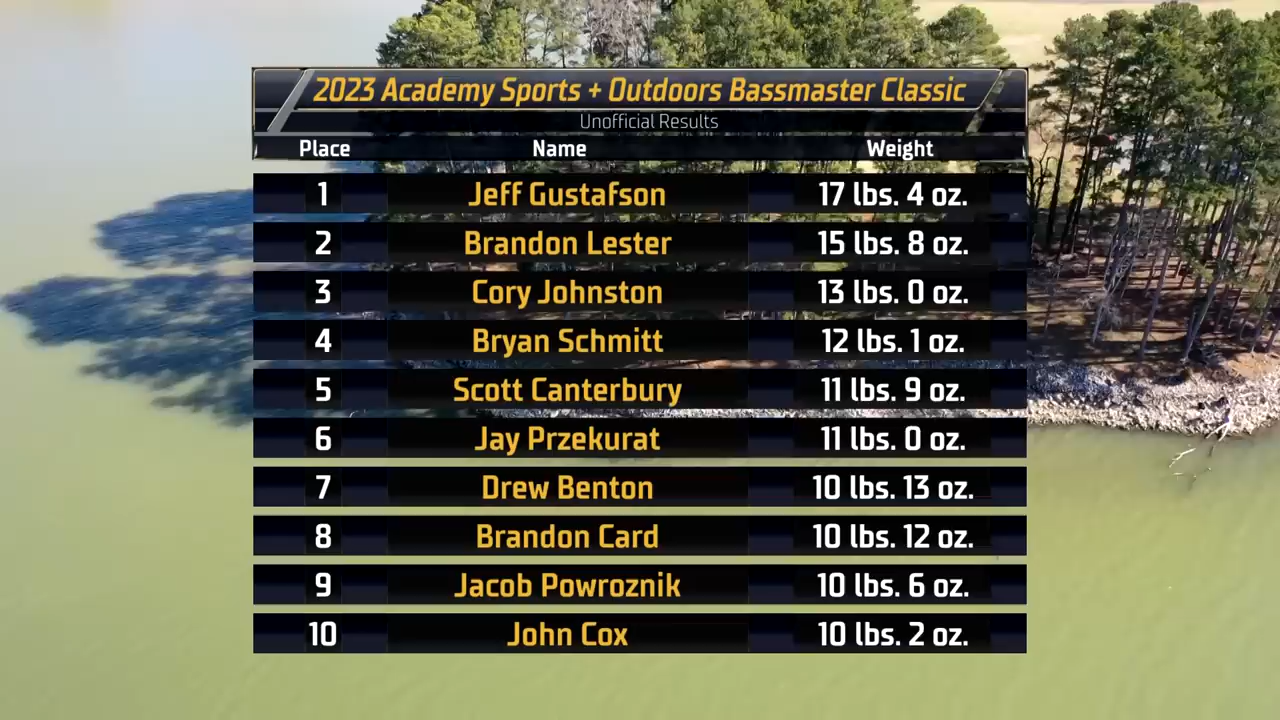 2023 Academy Sports + Outdoors Bassmaster Classic
Unofficial Results
Place Name Weight
1 Jeff Gustafson 17 lbs. 4 oz.
2 Brandon Lester 15 lbs. 8 oz.
3 Cory Johnston 13 lbs. 0 oz.
4 Bryan Schmitt 12 lbs. 1 oz.
5 Scott Canterbury 11 lbs. 9 oz.
6 Jay Przekurat 11 lbs. 0 oz.
7 Drew Benton 10 lbs. 13 oz.
8 Brandon Card 10 lbs. 12 oz.
9 Jacob Powroznik 10 lbs. 6 oz.
10 John Cox 10 lbs. 2 oz.